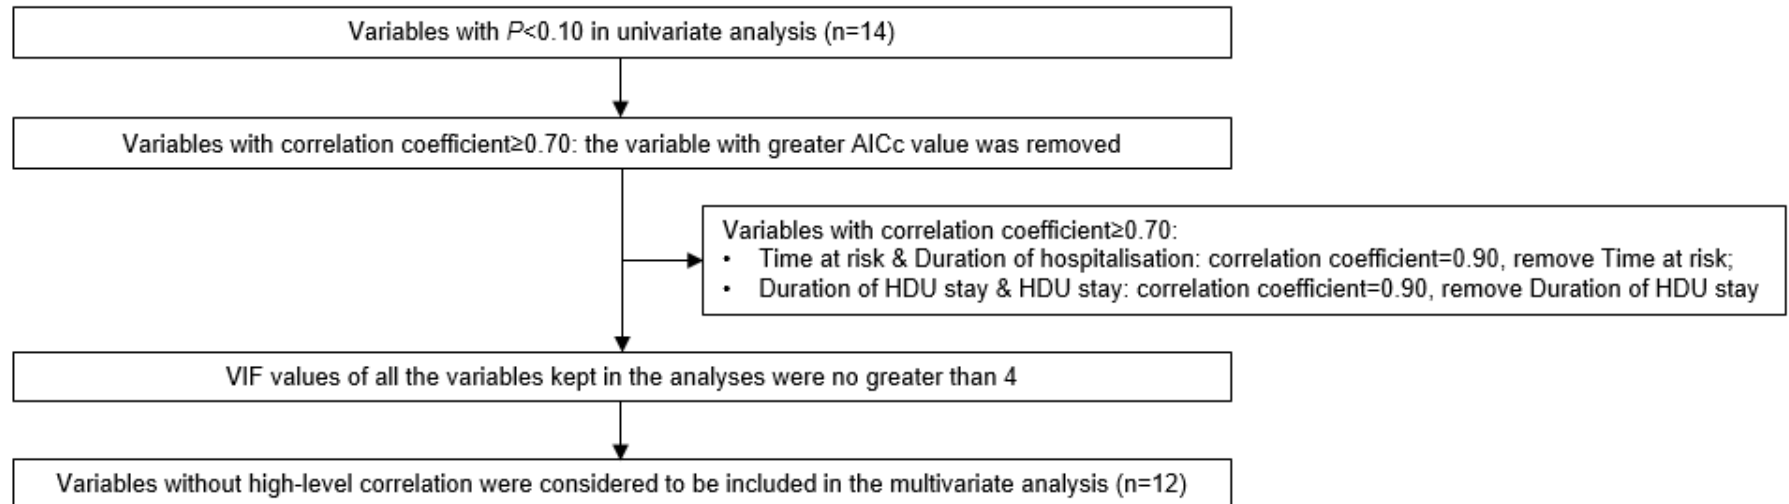 Variables with P<0.10 in univariate analysis (n=14)
Variables with correlation coefficient≥0.70: the variable with greater AICc value was removed
Variables with correlation coefficient≥0.70:
• Time at risk & Duration of hospitalisation: correlation coefficient=0.90, remove Time at risk;
• Duration of HDU stay & HDU stay: correlation coefficient=0.90, remove Duration of HDU stay
VIF values of all the variables kept in the analyses were no greater than 4
Variables without high-level correlation were considered to be included in the multivariate analysis (n=12)